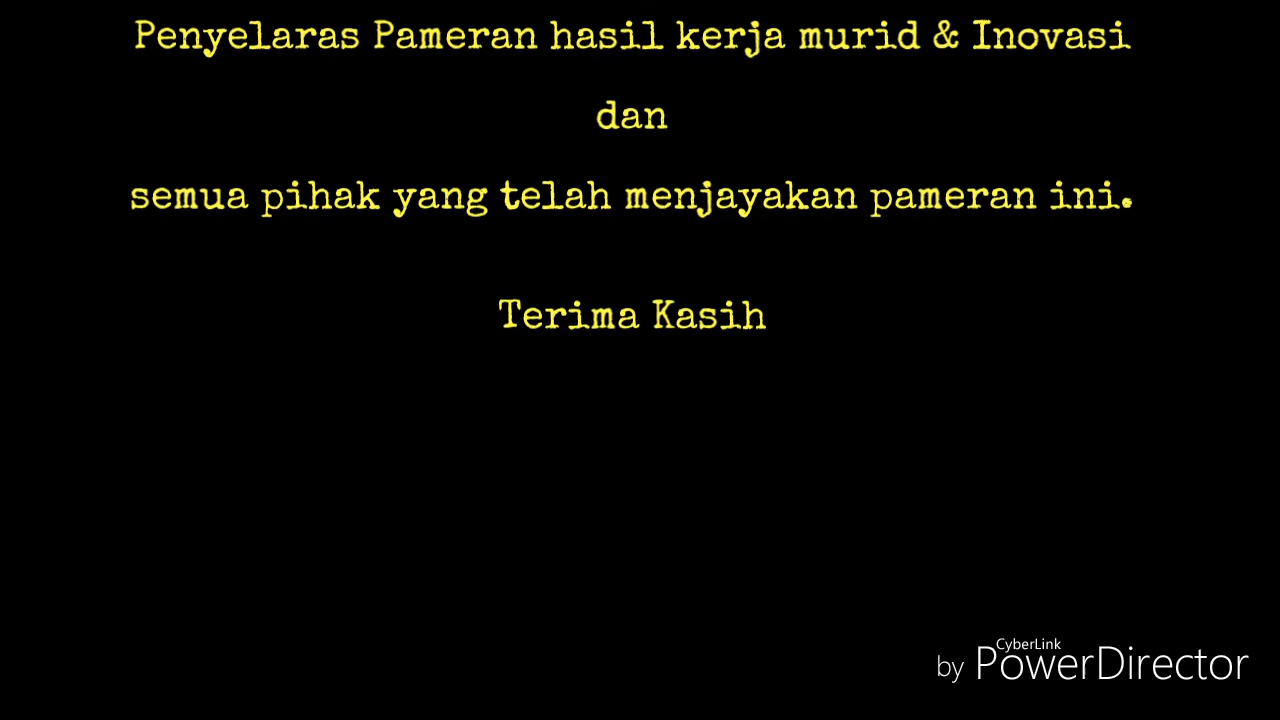 Penyelaras Pameran hasil kerja murid & Inovasi
dan
semua pihak yang telah menjayakan pameran ini.
Terima Kasih
CyberLink
by PowerDirector